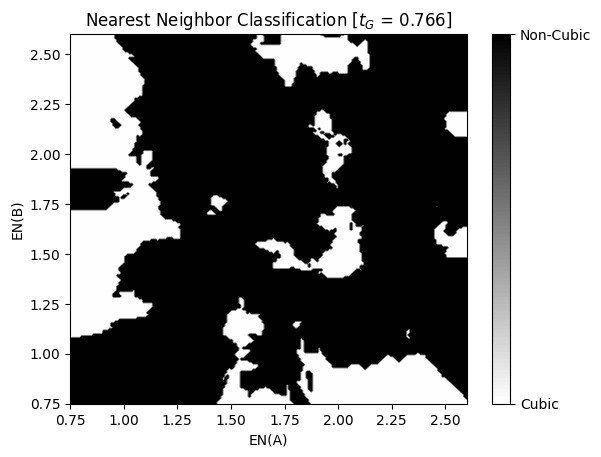 Nearest Neighbor Classification [t_G = 0.766]
Non-Cubic
2.50
2.25
2.00
1.75
1.50
1.25
1.00
0.75
EN(B)
0.75 1.00 1.25 1.50 1.75 2.00 2.25 2.50
EN(A)
Cubic